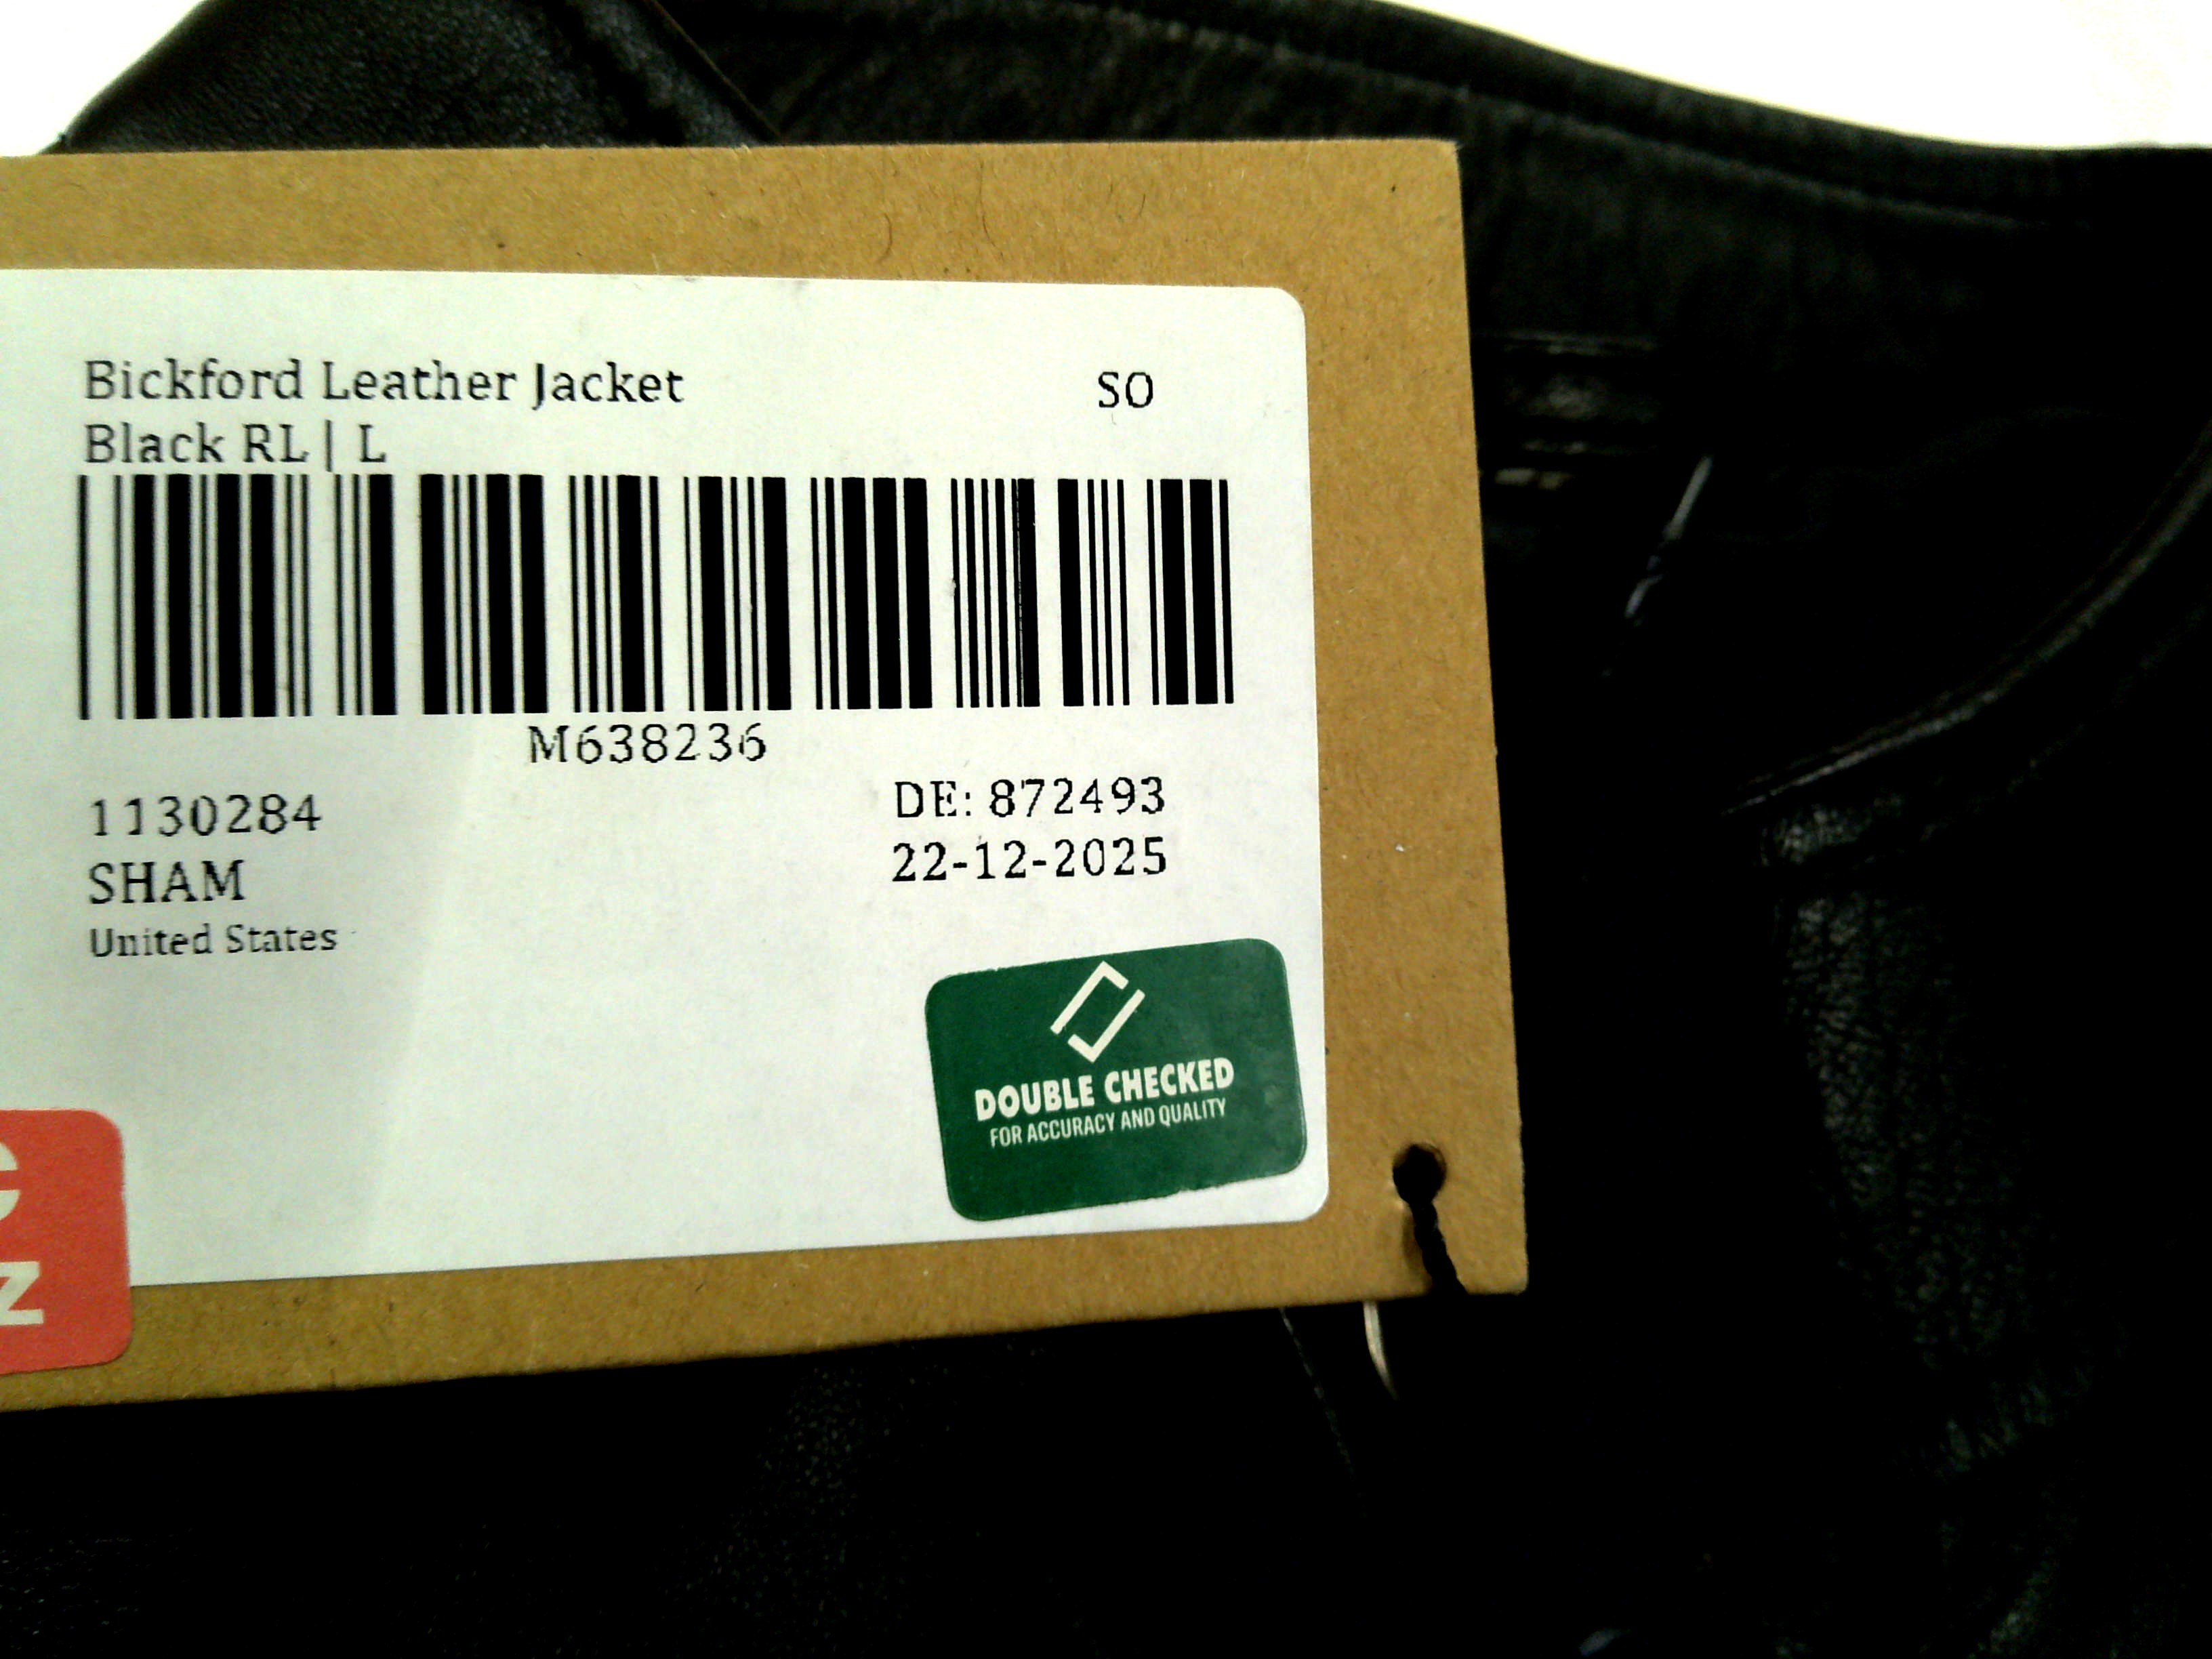 Bickford Leather Jacket SO
Black RL | L
M638236
1130284 DE: 872493
SHAM 22-12-2025
United States
DOUBLE CHECKED
FOR ACCURACY AND QUALITY